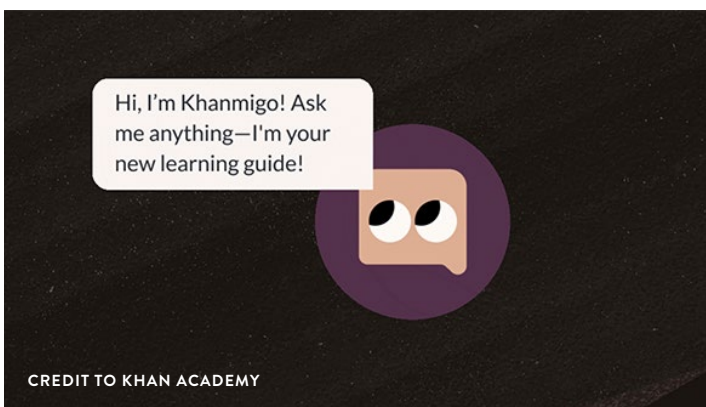 Hi, I’m Khanmigo! Ask
me anything—I'm your
new learning guide!
CREDIT TO KHAN ACADEMY